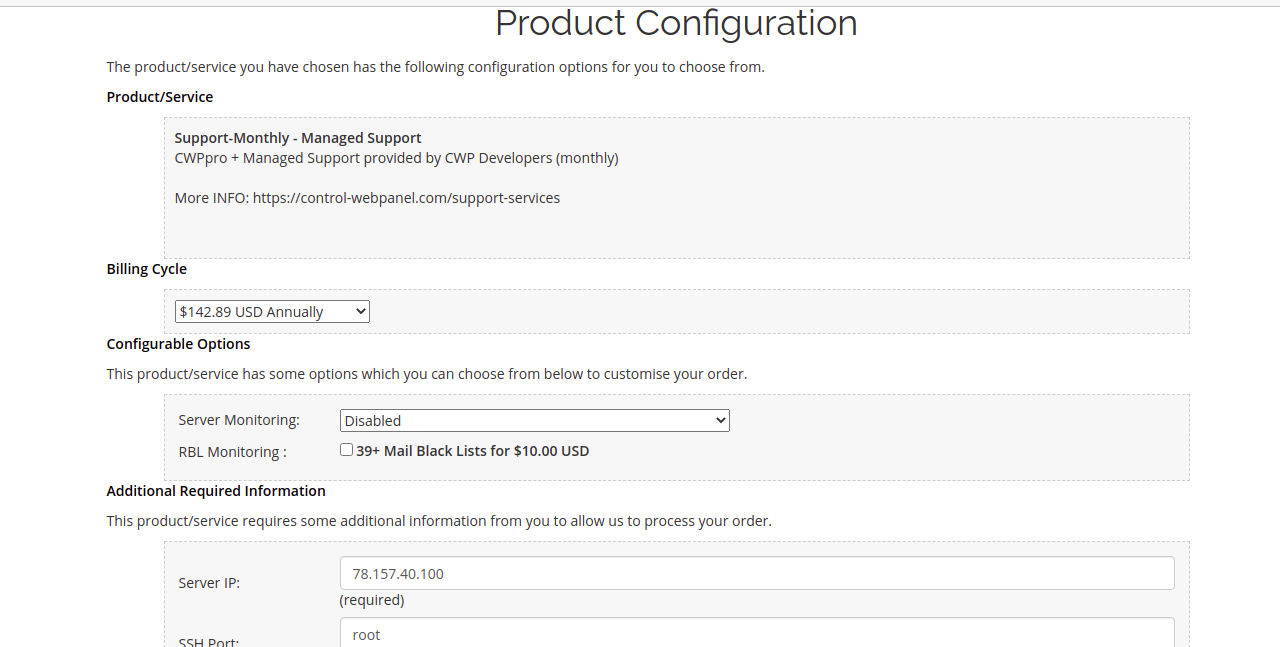 Product Configuration
The product/service you have chosen has the following configuration options for you to choose from.
Product/Service
Support-Monthly - Managed Support
CWPpro + Managed Support provided by CWP Developers (monthly)
More INFO: https://control-webpanel.com/support-services
Billing Cycle
$142.89 USD Annually
Configurable Options
This product/service has some options which you can choose from below to customise your order.
Server Monitoring: Disabled
RBL Monitoring : 39+ Mail Black Lists for $10.00 USD
Additional Required Information
This product/service requires some additional information from you to allow us to process your order.
Server IP: 78.157.40.100
(required)
SSH Port: root